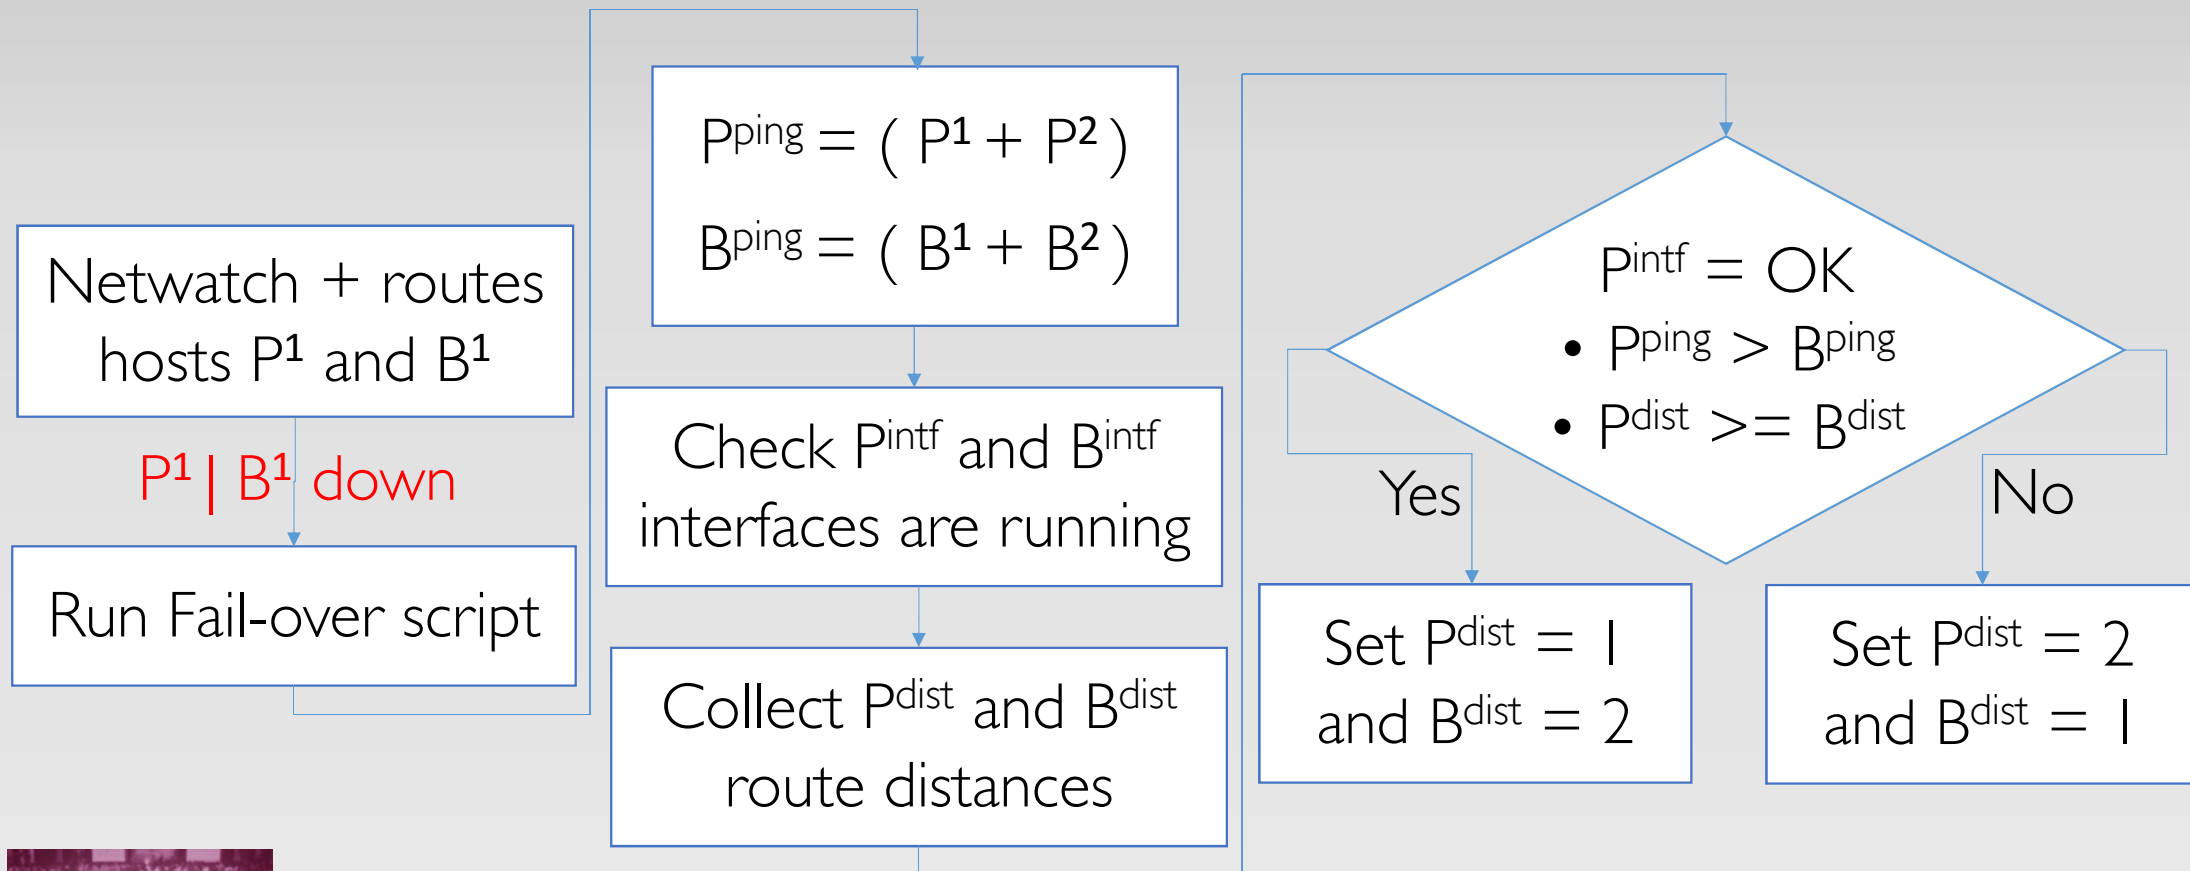 Netwatch + routes
hosts P¹ and B¹
P¹ | B¹ down
Run Fail-over script
Pᵖⁱⁿᵍ = ( P¹ + P² )
Bᵖⁱⁿᵍ = ( B¹ + B² )
Check Pⁱⁿᵗᶠ and Bⁱⁿᵗᶠ
interfaces are running
Collect Pᵈⁱˢᵗ and Bᵈⁱˢᵗ
route distances
Pⁱⁿᵗᶠ = OK
• Pᵖⁱⁿᵍ > Bᵖⁱⁿᵍ
• Pᵈⁱˢᵗ >= Bᵈⁱˢᵗ
Yes
No
Set Pᵈⁱˢᵗ = 1
and Bᵈⁱˢᵗ = 2
Set Pᵈⁱˢᵗ = 2
and Bᵈⁱˢᵗ = 1